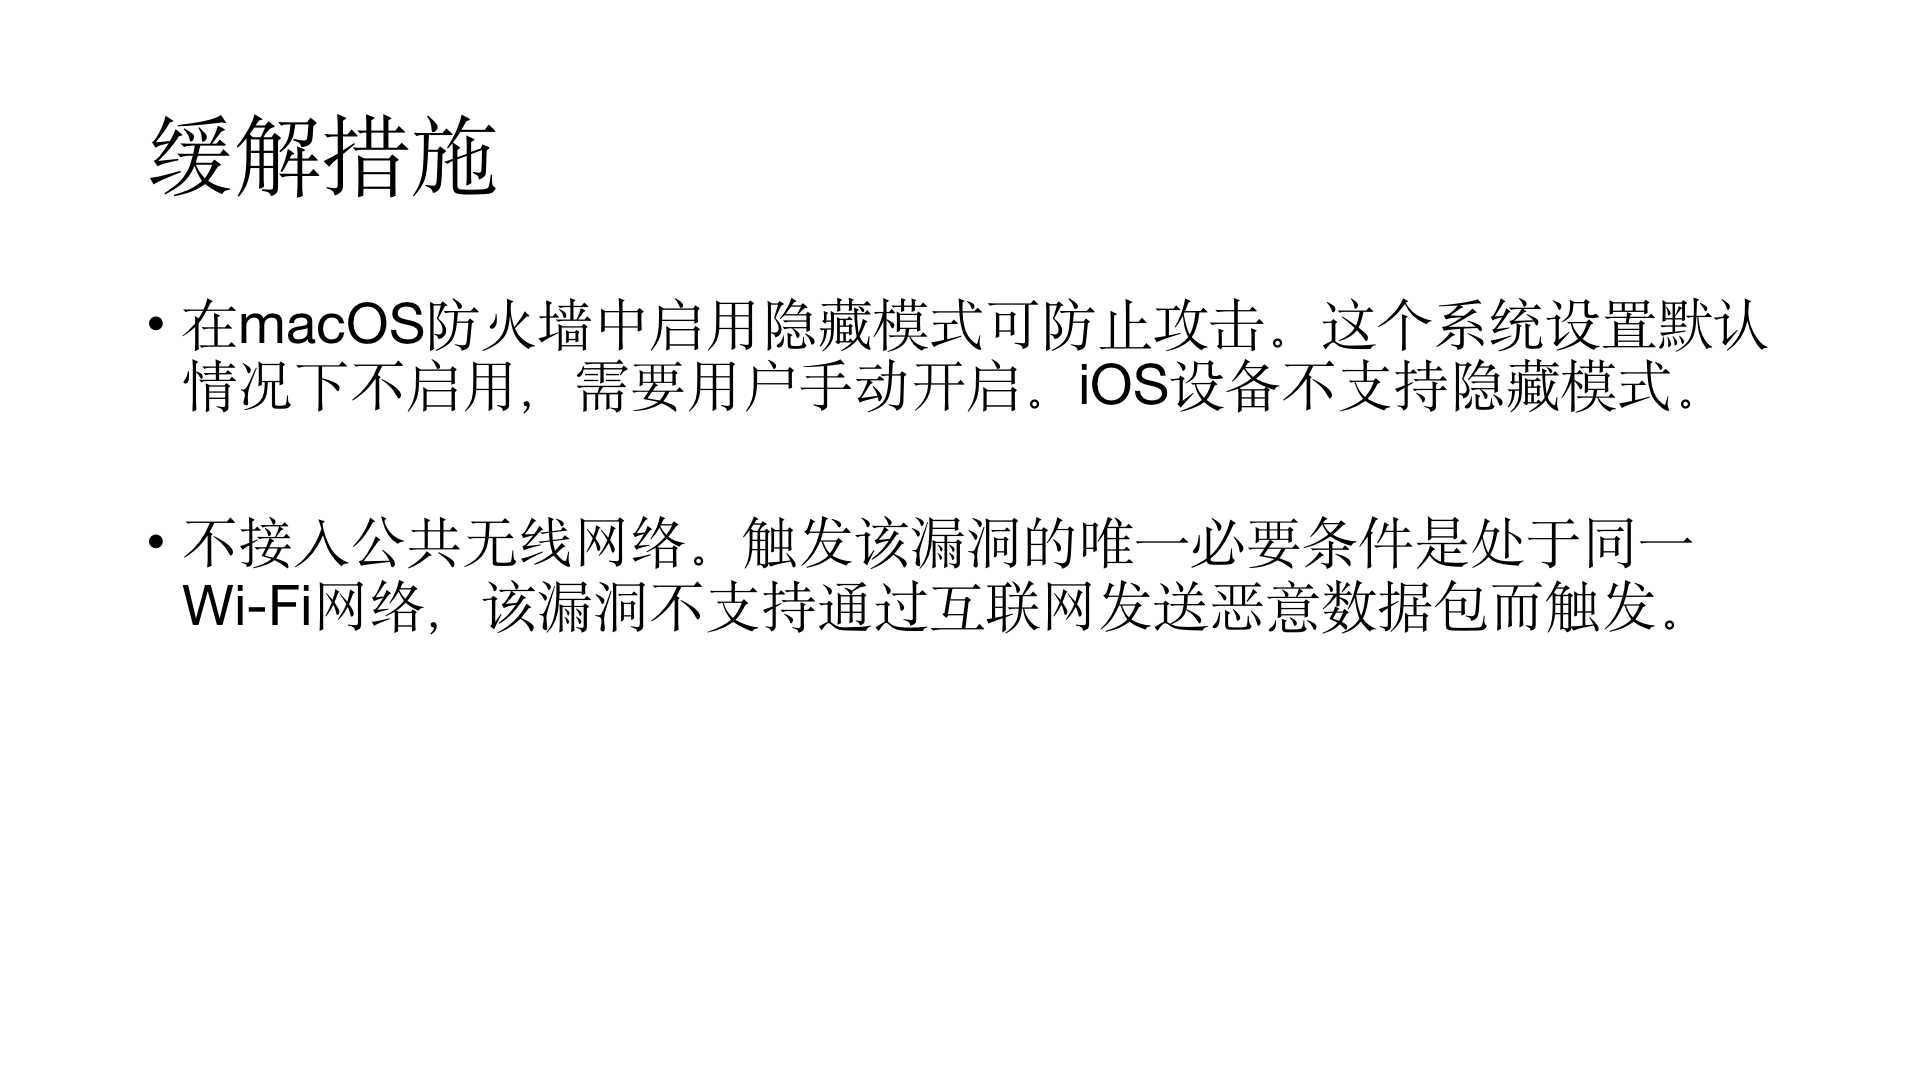 缓解措施
• 在macOS防火墙中启用隐藏模式可防止攻击。这个系统设置默认
情况下不启用，需要用户手动开启。iOS设备不支持隐藏模式。
• 不接入公共无线网络。触发该漏洞的唯一必要条件是处于同一
Wi-Fi网络，该漏洞不支持通过互联网发送恶意数据包而触发。